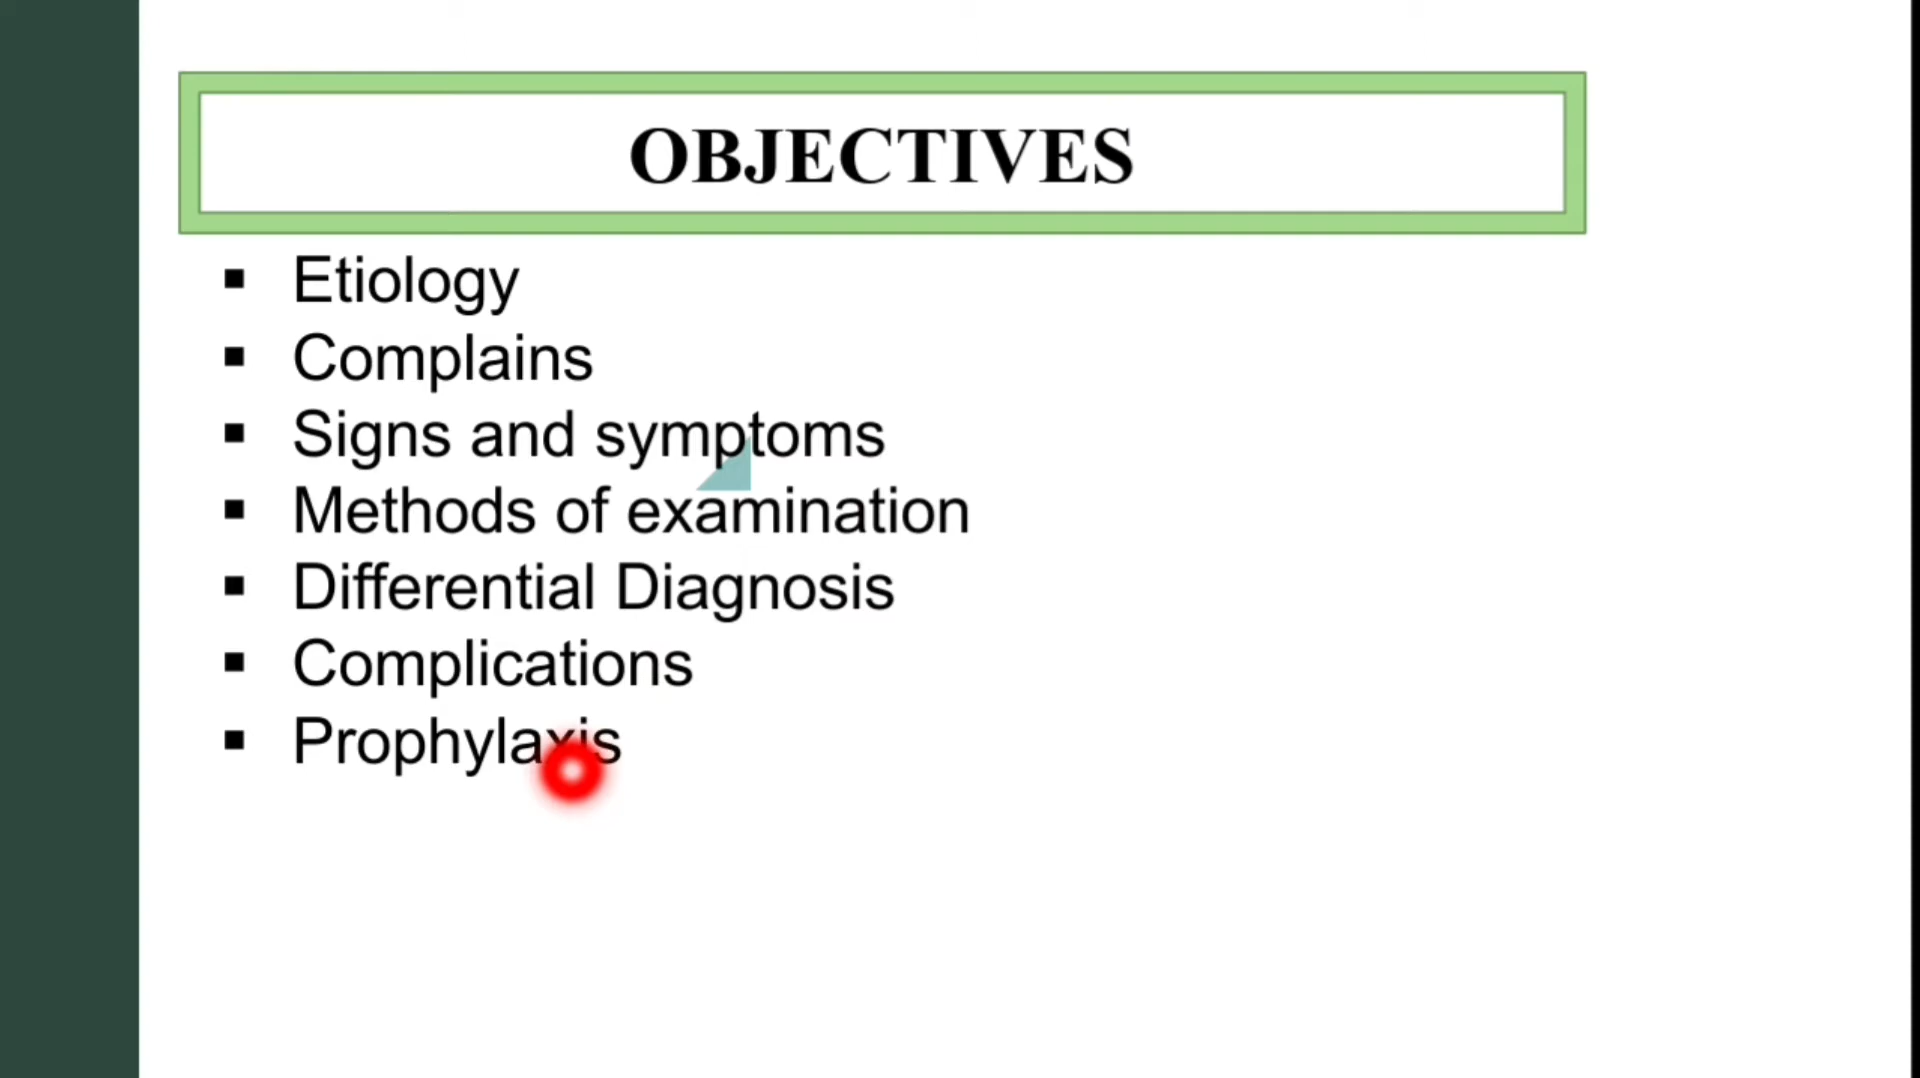 OBJECTIVES
▪ Etiology
▪ Complains
▪ Signs and symptoms
▪ Methods of examination
▪ Differential Diagnosis
▪ Complications
▪ Prophylaxis